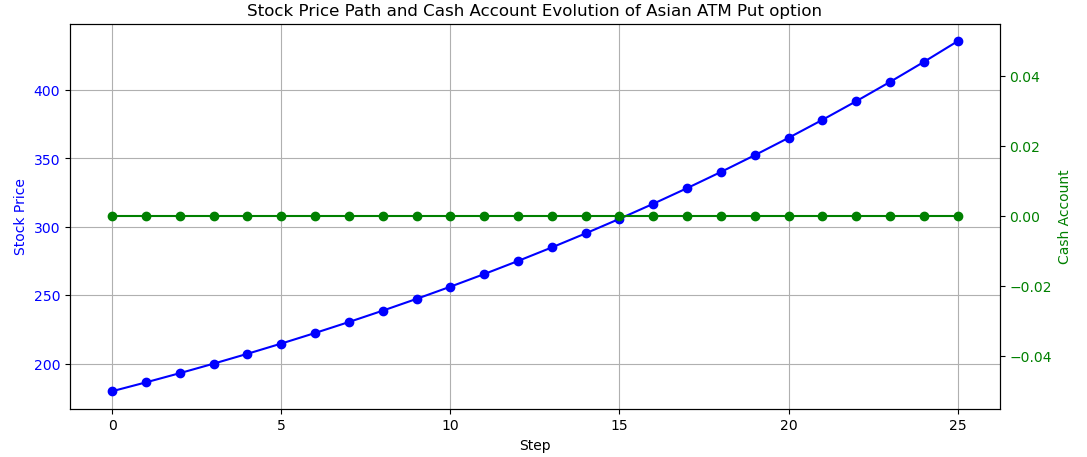 Stock Price Path and Cash Account Evolution of Asian ATM Put option
Stock Price
400
350
300
250
200
0.04
0.02
0.00
−0.02
−0.04
Cash Account
0 5 10 15 20 25
Step